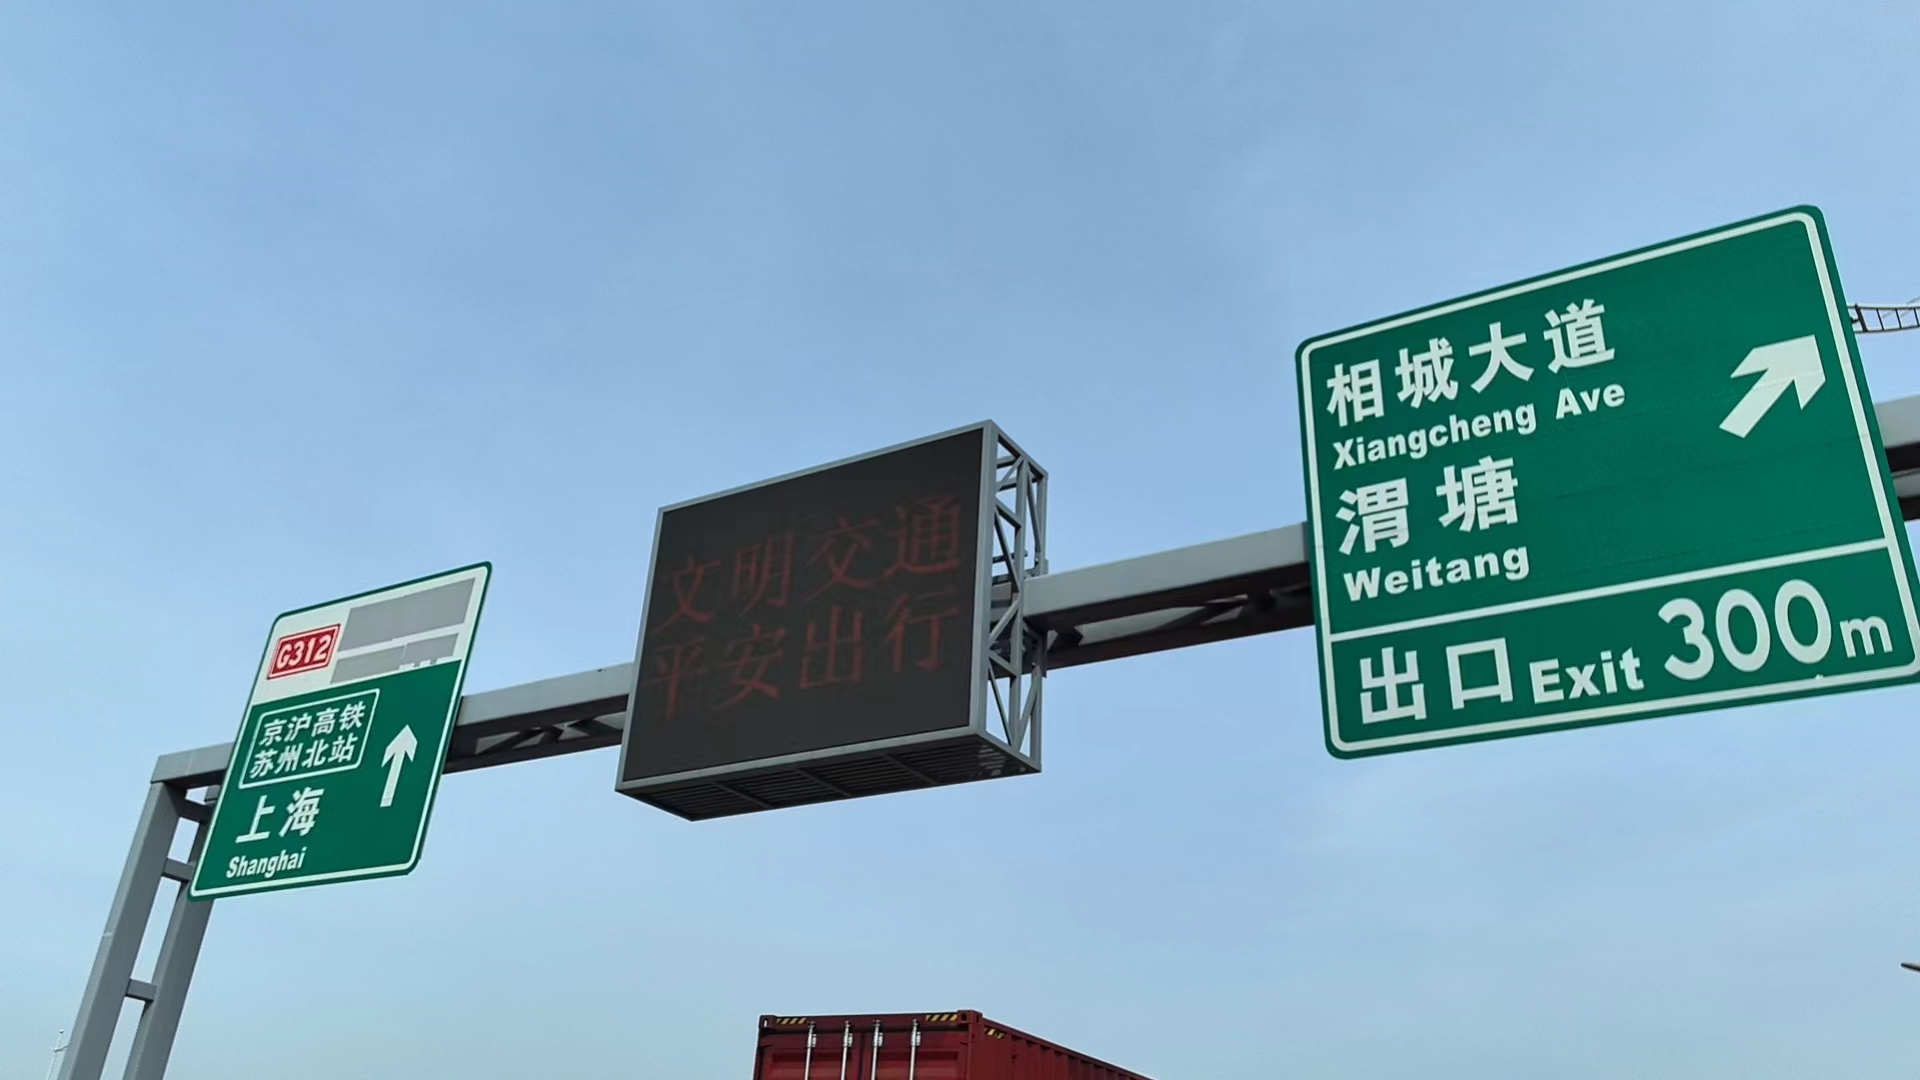 G312
京沪高铁
苏州北站
上海
Shanghai
文明交通
平安出行
相城大道
Xiangcheng Ave
渭塘
Weitang
出口 Exit 300m